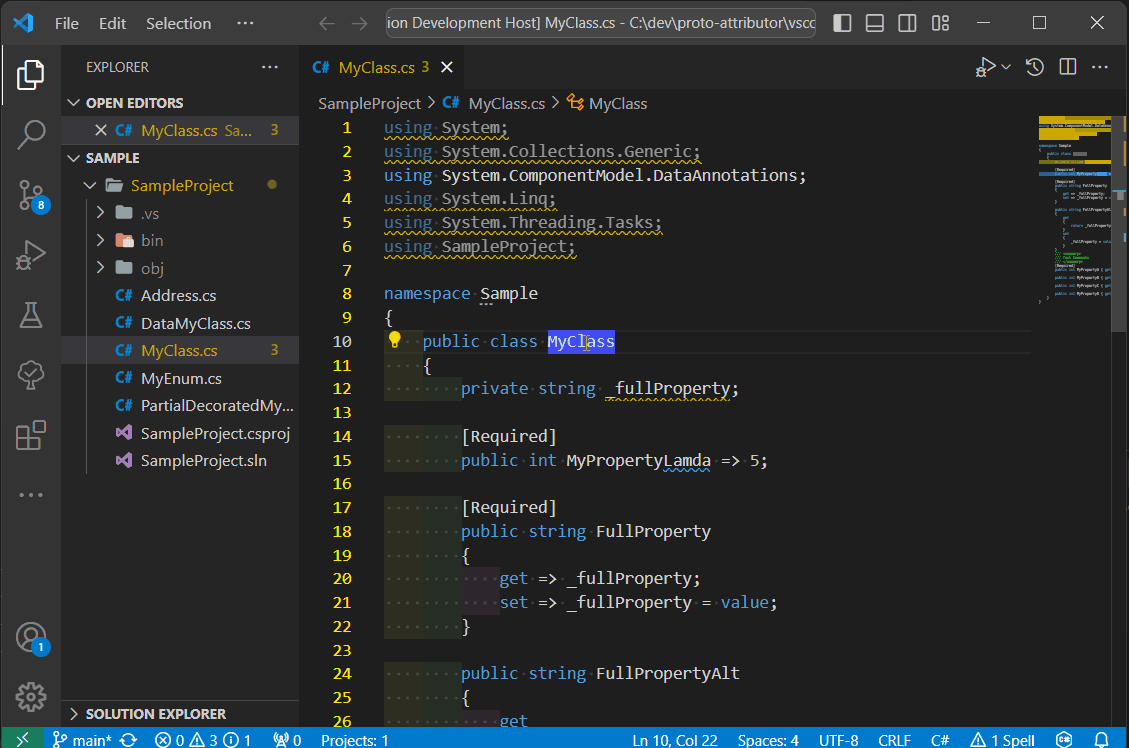 File Edit Selection ···
ion Development Host] MyClass.cs - C:\dev\proto-attributor\vscc
EXPLORER ···
OPEN EDITORS
C# MyClass.cs Sa... 3
SAMPLE
SampleProject
.vs
bin
obj
C# Address.cs
C# DataMyClass.cs
C# MyClass.cs 3
C# MyEnum.cs
C# PartialDecoratedMy...
SampleProject.csproj
SampleProject.sln
8
1
SOLUTION EXPLORER
C# MyClass.cs 3
SampleProject > C# MyClass.cs > MyClass
1 using System;
2 using System.Collections.Generic;
3 using System.ComponentModel.DataAnnotations;
4 using System.Linq;
5 using System.Threading.Tasks;
6 using SampleProject;
7
8 namespace Sample
9 {
10 public class MyClass
11 {
12 private string _fullProperty;
13
14 [Required]
15 public int MyPropertyLamda => 5;
16
17 [Required]
18 public string FullProperty
19 {
20 get => _fullProperty;
21 set => _fullProperty = value;
22 }
23
24 public string FullPropertyAlt
25 {
26 get
main* 0 3 1 0 Projects: 1 Ln 10, Col 22 Spaces: 4 UTF-8 CRLF C# 1 Spell